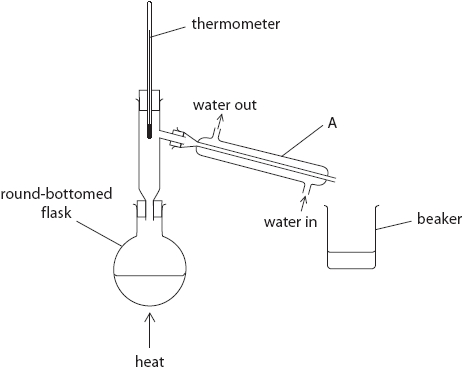 thermometer
water out
A
round-bottomed
flask
water in
beaker
heat